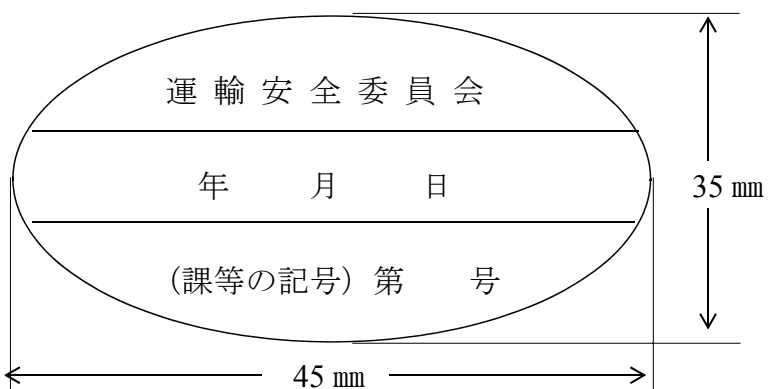 運輸安全委員会
年　月　日
35 ㎜
(課等の記号) 第　号
45 ㎜